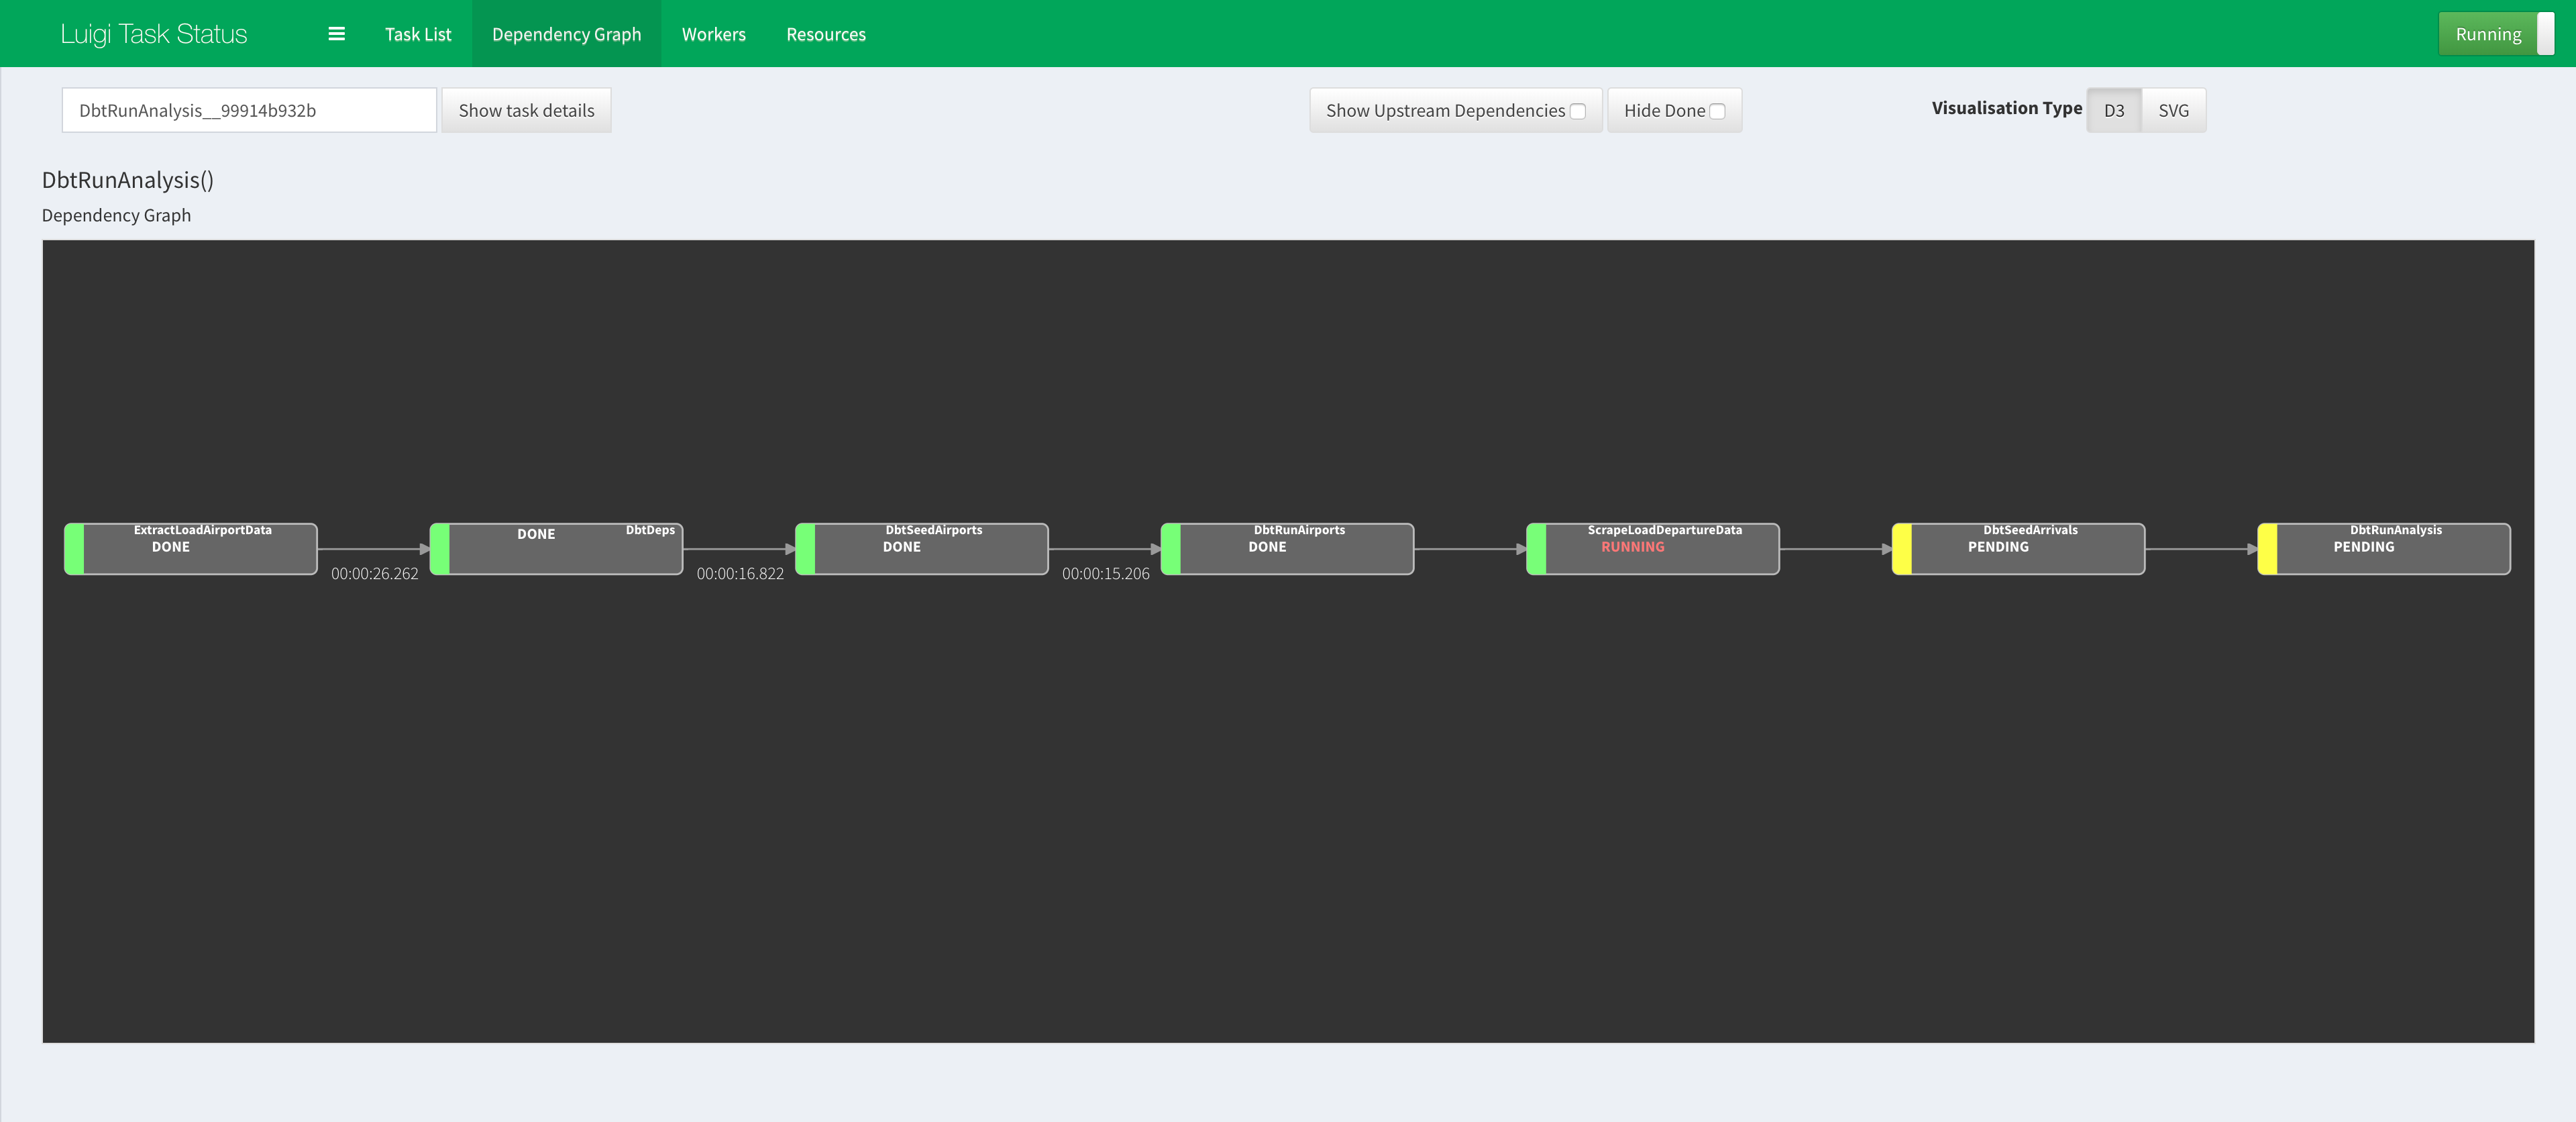 Luigi Task Status
Task List
Dependency Graph
Workers
Resources
Running
DbtRunAnalysis__99914b932b
Show task details
Show Upstream Dependencies
Hide Done
Visualisation Type
D3
SVG
DbtRunAnalysis()
Dependency Graph
ExtractLoadAirportData
DONE
00:00:26.262
DbtDeps
DONE
00:00:16.822
DbtSeedAirports
DONE
00:00:15.206
DbtRunAirports
DONE
ScrapeLoadDepartureData
RUNNING
DbtSeedArrivals
PENDING
DbtRunAnalysis
PENDING